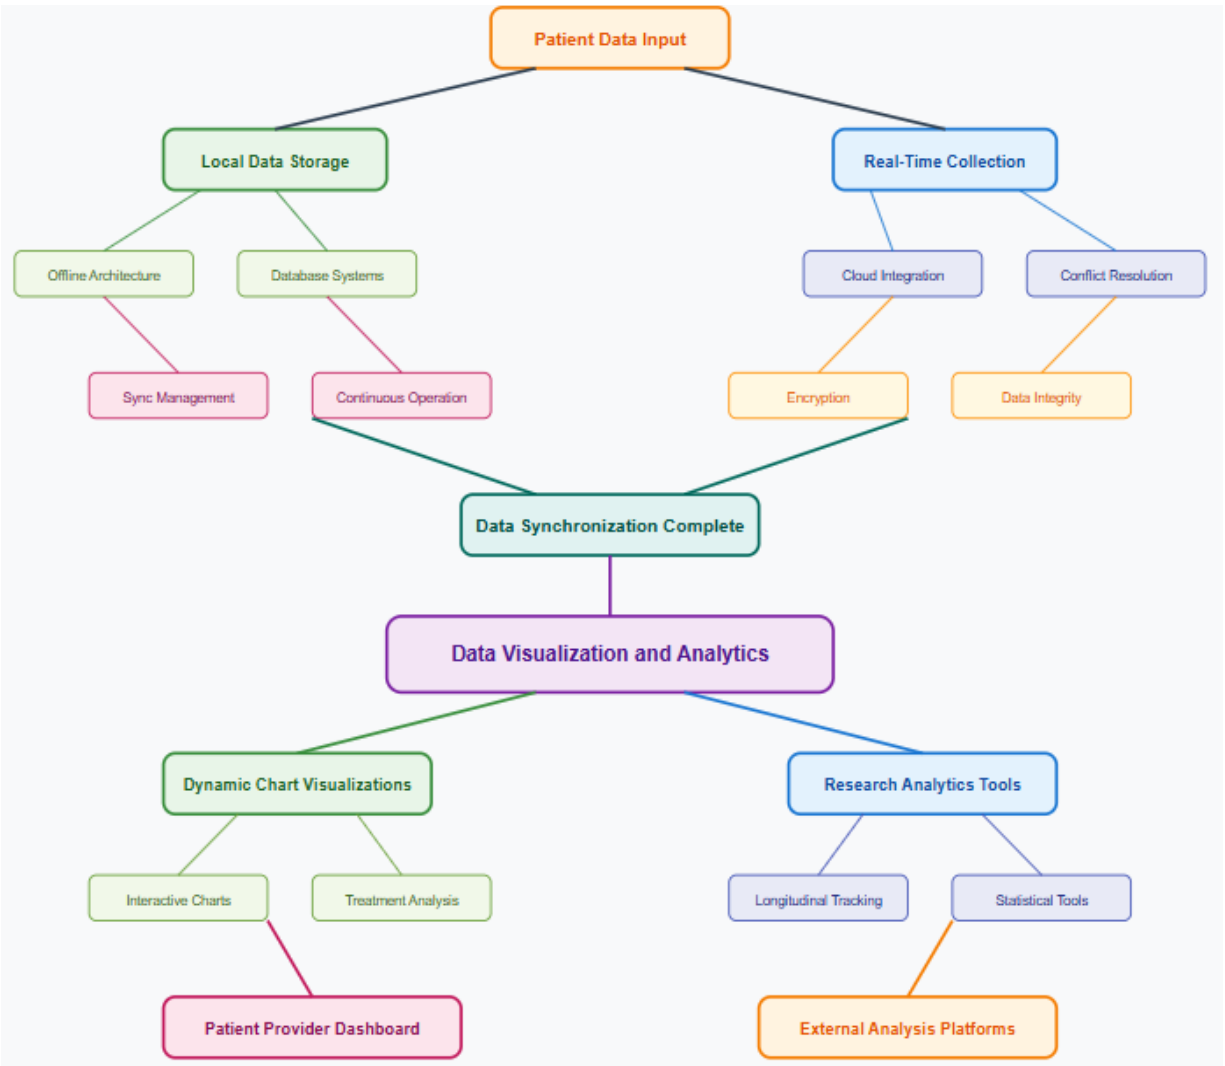 Patient Data Input
Local Data Storage
Real-Time Collection
Offline Architecture
Database Systems
Cloud Integration
Conflict Resolution
Sync Management
Continuous Operation
Encryption
Data Integrity
Data Synchronization Complete
Data Visualization and Analytics
Dynamic Chart Visualizations
Research Analytics Tools
Interactive Charts
Treatment Analysis
Longitudinal Tracking
Statistical Tools
Patient Provider Dashboard
External Analysis Platforms